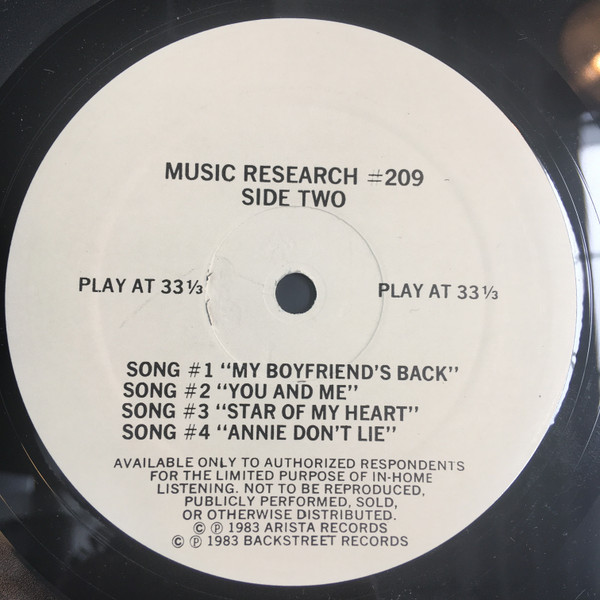 MUSIC RESEARCH #209
SIDE TWO
PLAY AT 33⅓ PLAY AT 33⅓
SONG #1 "MY BOYFRIEND'S BACK"
SONG #2 "YOU AND ME"
SONG #3 "STAR OF MY HEART"
SONG #4 "ANNIE DON'T LIE"
AVAILABLE ONLY TO AUTHORIZED RESPONDENTS
FOR THE LIMITED PURPOSE OF IN-HOME
LISTENING. NOT TO BE REPRODUCED,
PUBLICLY PERFORMED, SOLD,
OR OTHERWISE DISTRIBUTED.
© ℗ 1983 ARISTA RECORDS
© ℗ 1983 BACKSTREET RECORDS